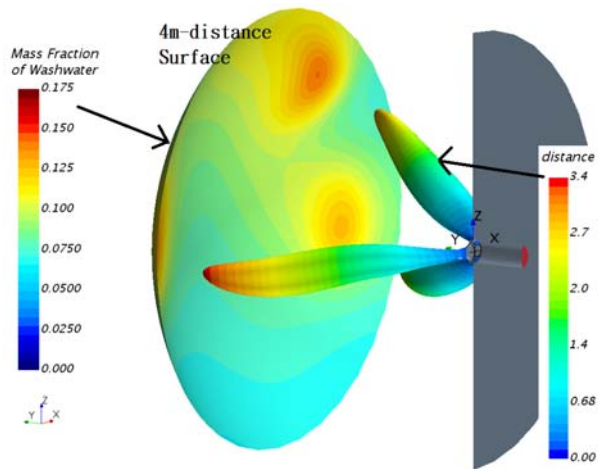 4m-distance
Surface
Mass Fraction
of Washwater
0.175
0.150
0.125
0.100
0.0750
0.0500
0.0250
0.000
distance
3.4
2.7
2.0
1.4
0.68
0.00
Z
Y
X
Z
Y
X